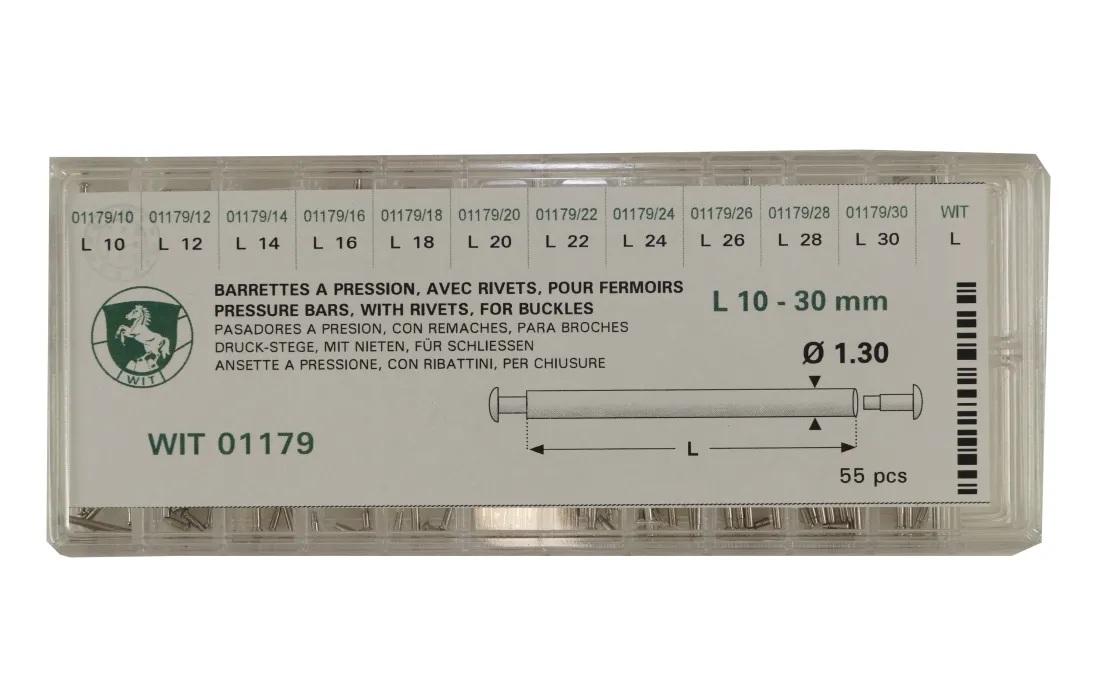 01179/10 01179/12 01179/14 01179/16 01179/18 01179/20 01179/22 01179/24 01179/26 01179/28 01179/30 WIT
L 10 L 12 L 14 L 16 L 18 L 20 L 22 L 24 L 26 L 28 L 30 L
BARRETTES A PRESSION, AVEC RIVETS, POUR FERMOIRS
PRESSURE BARS, WITH RIVETS, FOR BUCKLES
PASADORES A PRESION, CON REMACHES, PARA BROCHES
DRUCK-STEGE, MIT NIETEN, FÜR SCHLIESSEN
ANSETTE A PRESSIONE, CON RIBATTINI, PER CHIUSURE
L 10 - 30 mm
Ø 1.30
WIT
WIT 01179
L
55 pcs